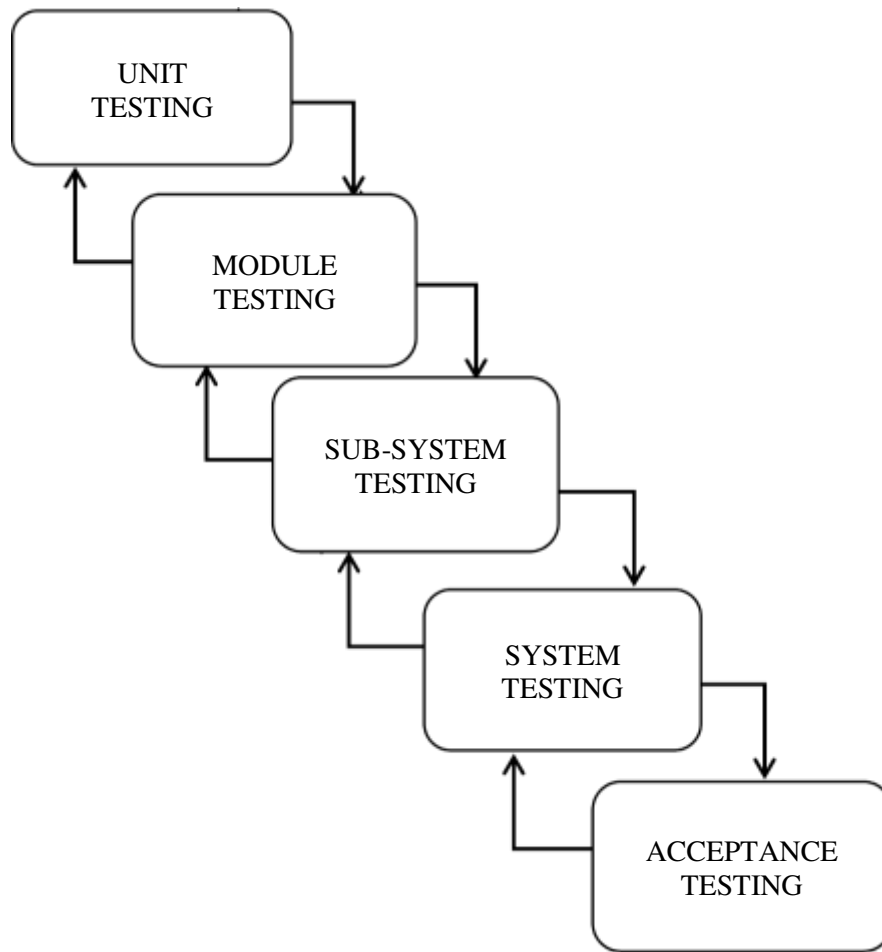 UNIT
TESTING
MODULE
TESTING
SUB-SYSTEM
TESTING
SYSTEM
TESTING
ACCEPTANCE
TESTING